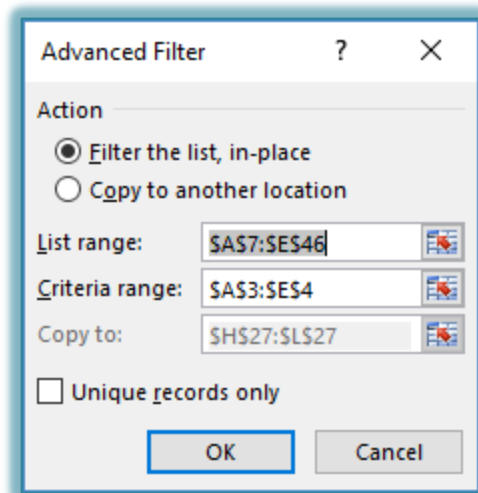 Advanced Filter ?
Action
Filter the list, in-place
Copy to another location
List range: $A$7:$E$46
Criteria range: $A$3:$E$4
Copy to: $H$27:$L$27
Unique records only
OK Cancel